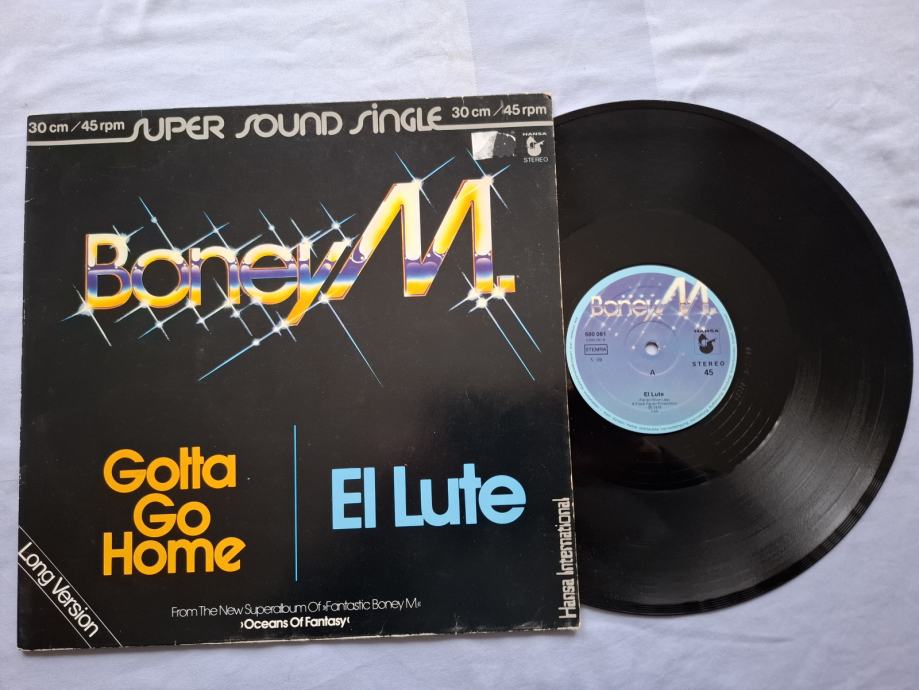 30 cm / 45 rpm SUPER SOUND SINGLE 30 cm / 45 rpm
HANSA
STEREO
Boney M.
Gotta
Go
Home
El Lute
Long Version
From The New Superalbum Of »Fantastic Boney M.«
›Oceans Of Fantasy‹
Hansa International
Boney M.
HANSA
600 061
STEMRA
STEREO
45
A
El Lute